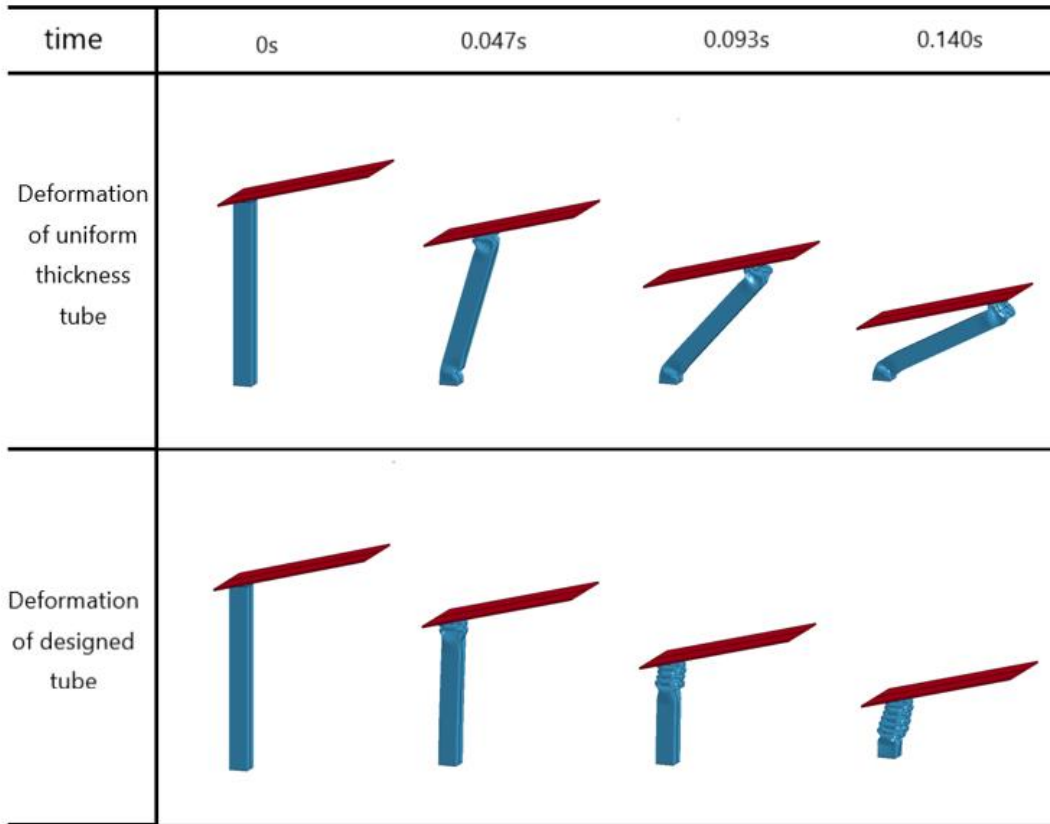 time
0s
0.047s
0.093s
0.140s
Deformation
of uniform
thickness
tube
Deformation
of designed
tube